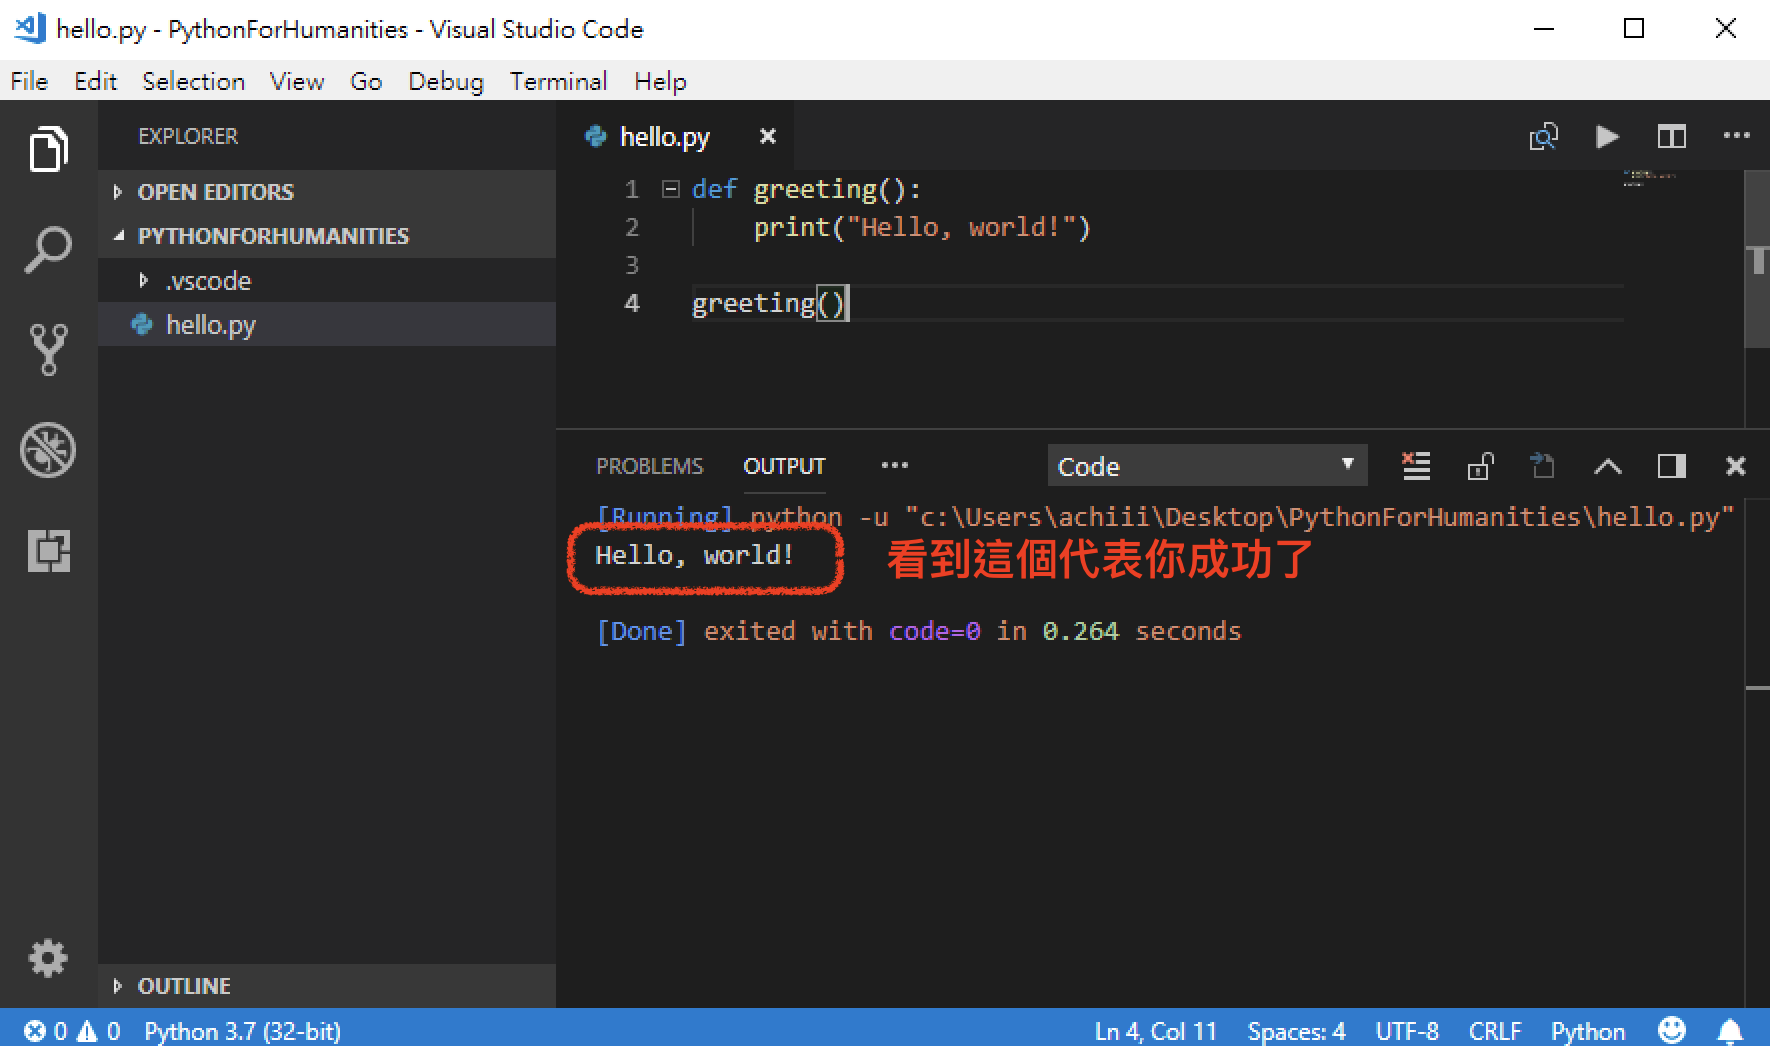 hello.py - PythonForHumanities - Visual Studio Code
File Edit Selection View Go Debug Terminal Help
EXPLORER
OPEN EDITORS
PYTHONFORHUMANITIES
.vscode
hello.py
OUTLINE
hello.py
1 def greeting():
2     print("Hello, world!")
3
4 greeting()
PROBLEMS OUTPUT ··· Code
[Running] python -u "c:\Users\achiii\Desktop\PythonForHumanities\hello.py"
Hello, world! 看到這個代表你成功了
[Done] exited with code=0 in 0.264 seconds
0 0 Python 3.7 (32-bit) Ln 4, Col 11 Spaces: 4 UTF-8 CRLF Python